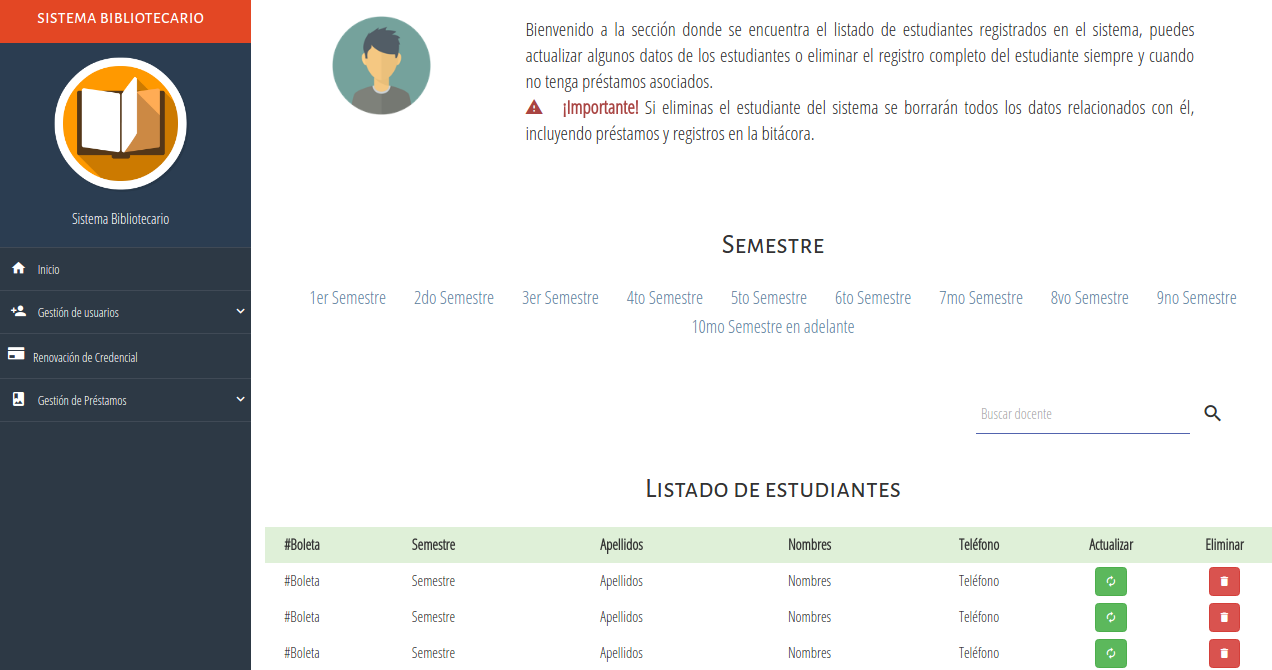 SISTEMA BIBLIOTECARIO
Sistema Bibliotecario
Inicio
Gestión de usuarios
Renovación de Credencial
Gestión de Préstamos
Bienvenido a la sección donde se encuentra el listado de estudiantes registrados en el sistema, puedes
actualizar algunos datos de los estudiantes o eliminar el registro completo del estudiante siempre y cuando
no tenga préstamos asociados.
¡Importante! Si eliminas el estudiante del sistema se borrarán todos los datos relacionados con él,
incluyendo préstamos y registros en la bitácora.
Semestre
1er Semestre 2do Semestre 3er Semestre 4to Semestre 5to Semestre 6to Semestre 7mo Semestre 8vo Semestre 9no Semestre
10mo Semestre en adelante
Buscar docente
Listado de estudiantes
#Boleta Semestre Apellidos Nombres Teléfono Actualizar Eliminar
#Boleta Semestre Apellidos Nombres Teléfono
#Boleta Semestre Apellidos Nombres Teléfono
#Boleta Semestre Apellidos Nombres Teléfono